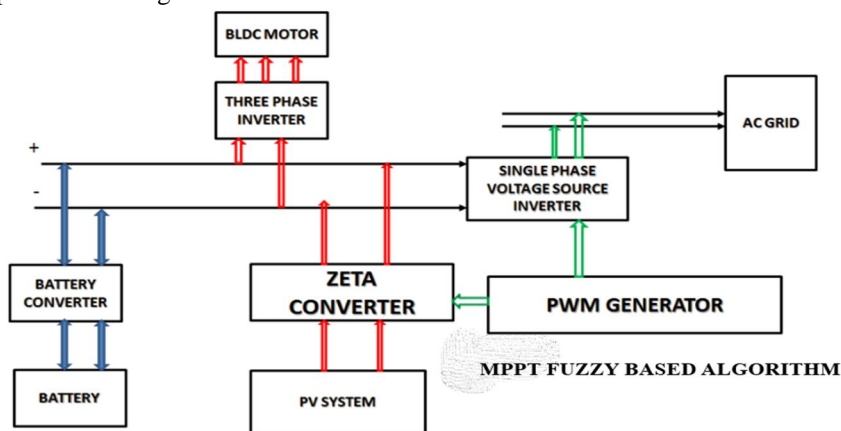 BLDC MOTOR
THREE PHASE
INVERTER
AC GRID
+
SINGLE PHASE
VOLTAGE SOURCE
INVERTER
-
BATTERY
CONVERTER
ZETA
CONVERTER
PWM GENERATOR
MPPT FUZZY BASED ALGORITHM
BATTERY
PV SYSTEM